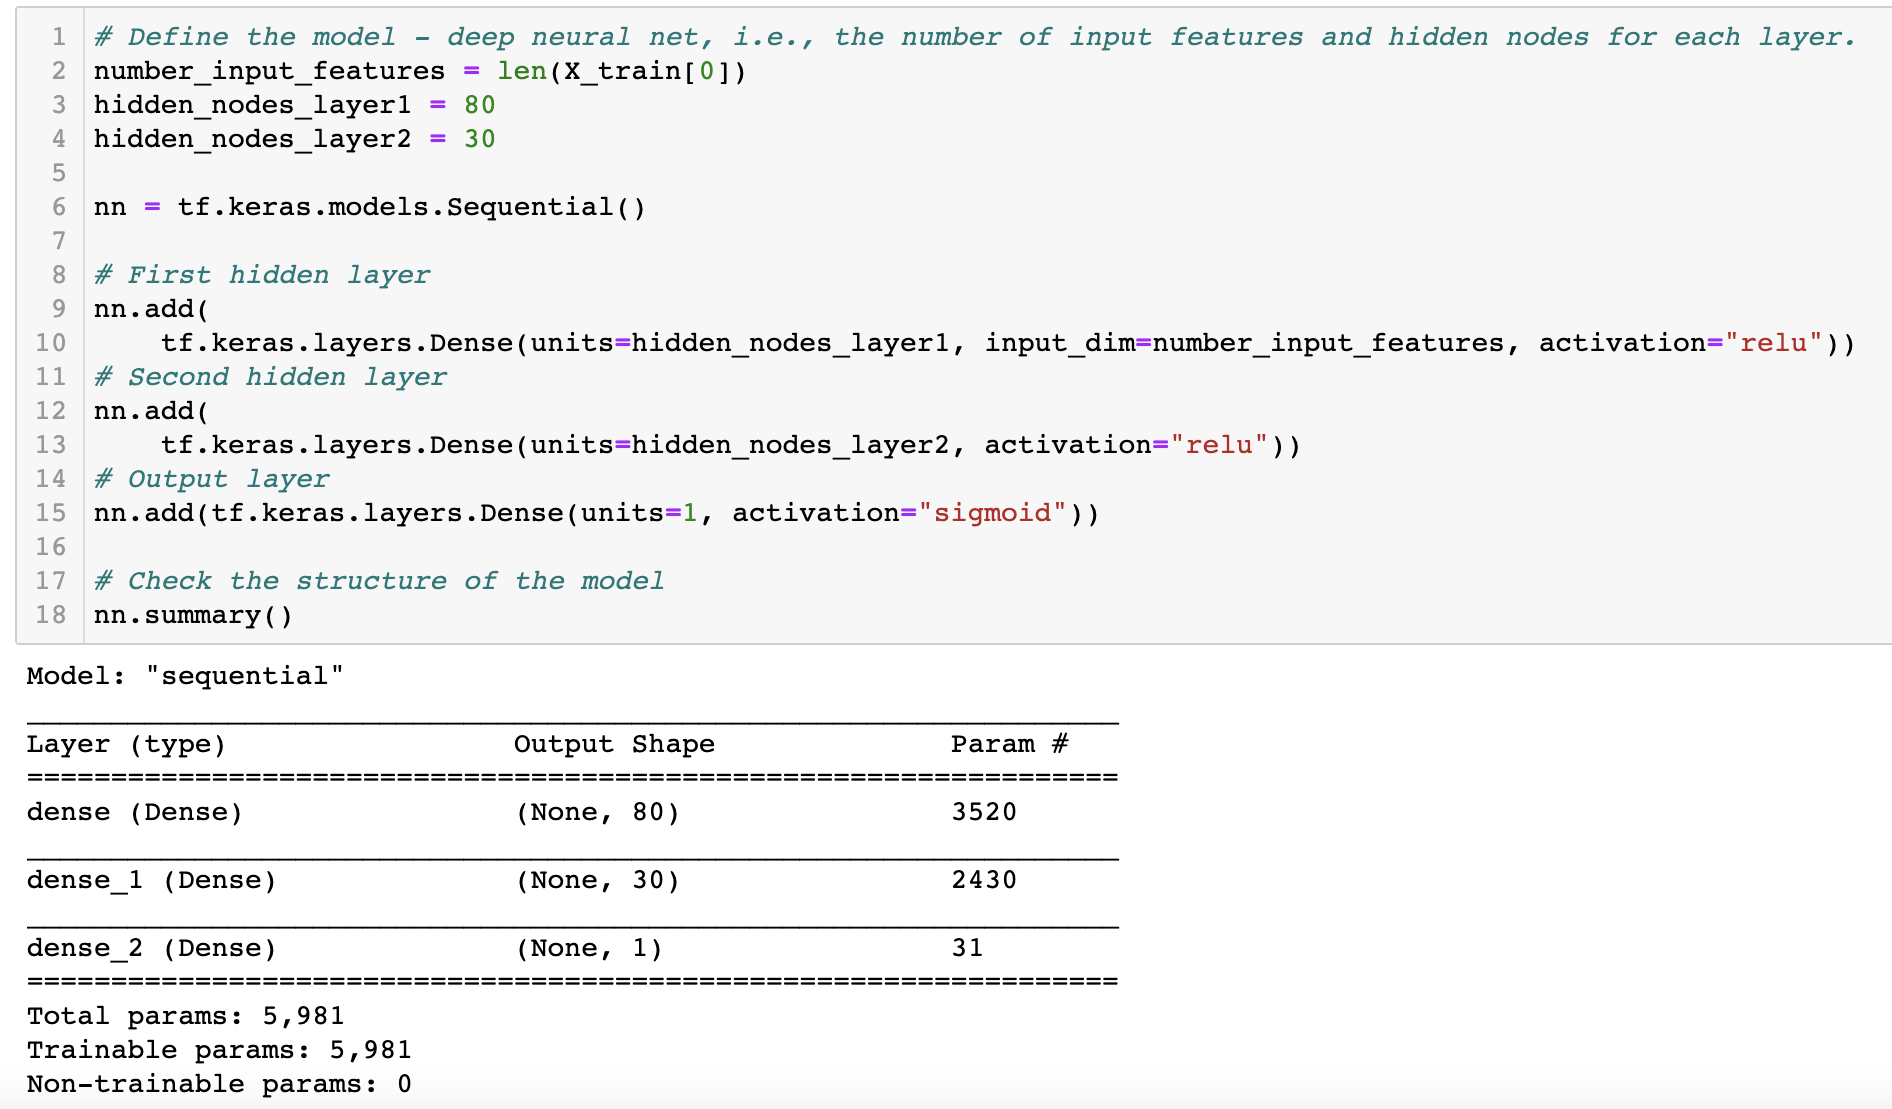 1 # Define the model - deep neural net, i.e., the number of input features and hidden nodes for each layer.
2 number_input_features = len(X_train[0])
3 hidden_nodes_layer1 = 80
4 hidden_nodes_layer2 = 30
5
6 nn = tf.keras.models.Sequential()
7
8 # First hidden layer
9 nn.add(
10     tf.keras.layers.Dense(units=hidden_nodes_layer1, input_dim=number_input_features, activation="relu"))
11 # Second hidden layer
12 nn.add(
13     tf.keras.layers.Dense(units=hidden_nodes_layer2, activation="relu"))
14 # Output layer
15 nn.add(tf.keras.layers.Dense(units=1, activation="sigmoid"))
16
17 # Check the structure of the model
18 nn.summary()
Model: "sequential"
_________________________________________________________________
Layer (type)                 Output Shape              Param #
=================================================================
dense (Dense)                (None, 80)                3520
_________________________________________________________________
dense_1 (Dense)              (None, 30)                2430
_________________________________________________________________
dense_2 (Dense)              (None, 1)                 31
=================================================================
Total params: 5,981
Trainable params: 5,981
Non-trainable params: 0